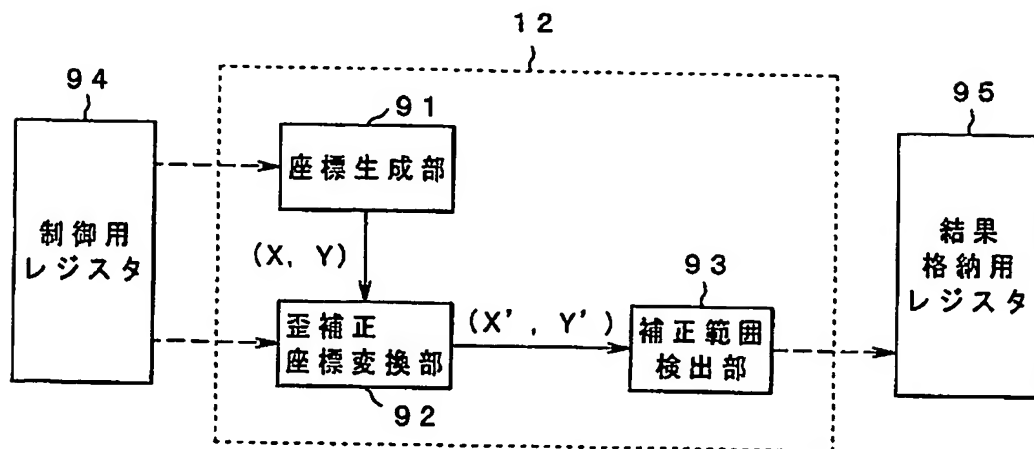 12
94
91
95
座標生成部
制御用
レジスタ
結果
格納用
レジスタ
(X, Y)
93
歪補正
座標変換部
(X', Y')
補正範囲
検出部
92